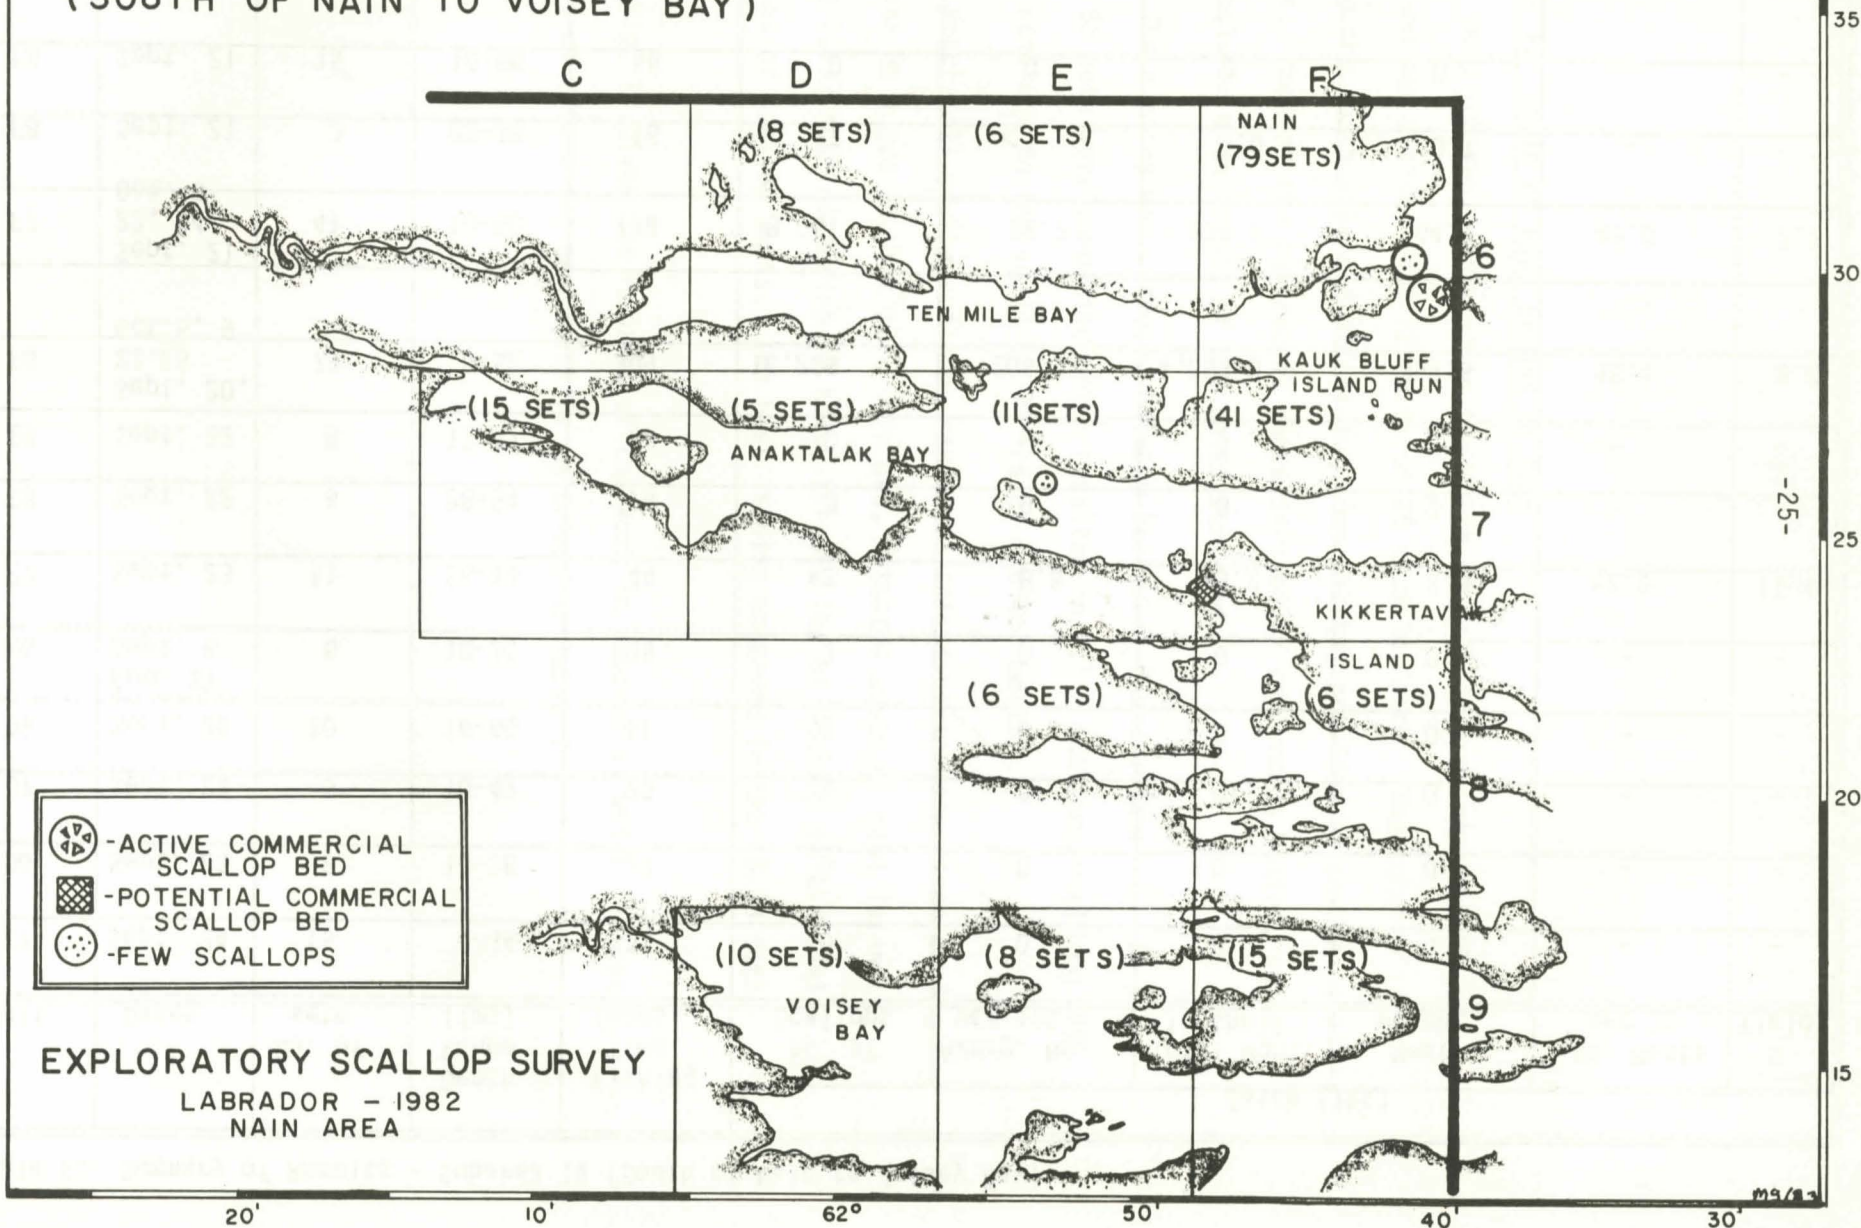 (SOUTH OF NAIN TO VOISEY BAY)
35
C D E F
(8 SETS) (6 SETS) NAIN
(79 SETS)
6
30
TEN MILE BAY
KAUK BLUFF
ISLAND RUN
(15 SETS) (5 SETS) (11 SETS) (41 SETS)
ANAKTALAK BAY
7
-25-
25
KIKKERTAVAK
ISLAND
(6 SETS) (6 SETS)
8
20
-ACTIVE COMMERCIAL
SCALLOP BED
-POTENTIAL COMMERCIAL
SCALLOP BED
-FEW SCALLOPS
(10 SETS) (8 SETS) (15 SETS)
VOISEY
BAY
9
EXPLORATORY SCALLOP SURVEY
LABRADOR - 1982
NAIN AREA
15
MG/83
20' 10' 62° 50' 40' 30'